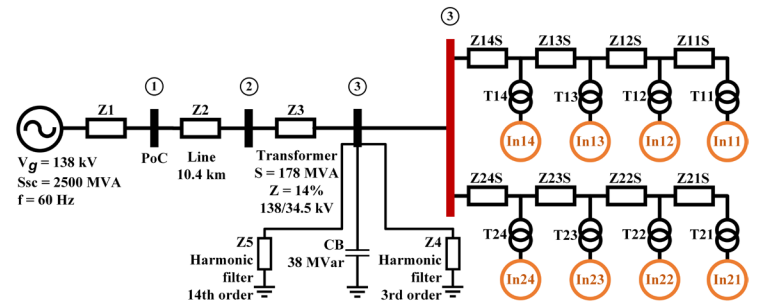 ③
Z14S Z13S Z12S Z11S
① ② ③
Z1 Z2 Z3
T14 T13 T12 T11
In14 In13 In12 In11
PoC Line Transformer
10.4 km S = 178 MVA
Z = 14%
138/34.5 kV
Vg = 138 kV
Ssc = 2500 MVA
f = 60 Hz
Z24S Z23S Z22S Z21S
T24 T23 T22 T21
In24 In23 In22 In21
Z5
Harmonic
filter
14th order
CB
38 MVar
Z4
Harmonic
filter
3rd order